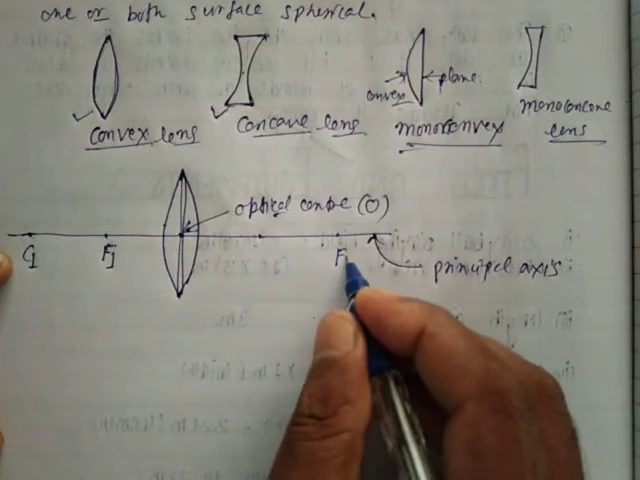 one or both surface spherical.
convex
plane.
convex lens
concave lens
monoconvex
monoconcave
lens
optical centre (O)
C1
F1
F
principal axis